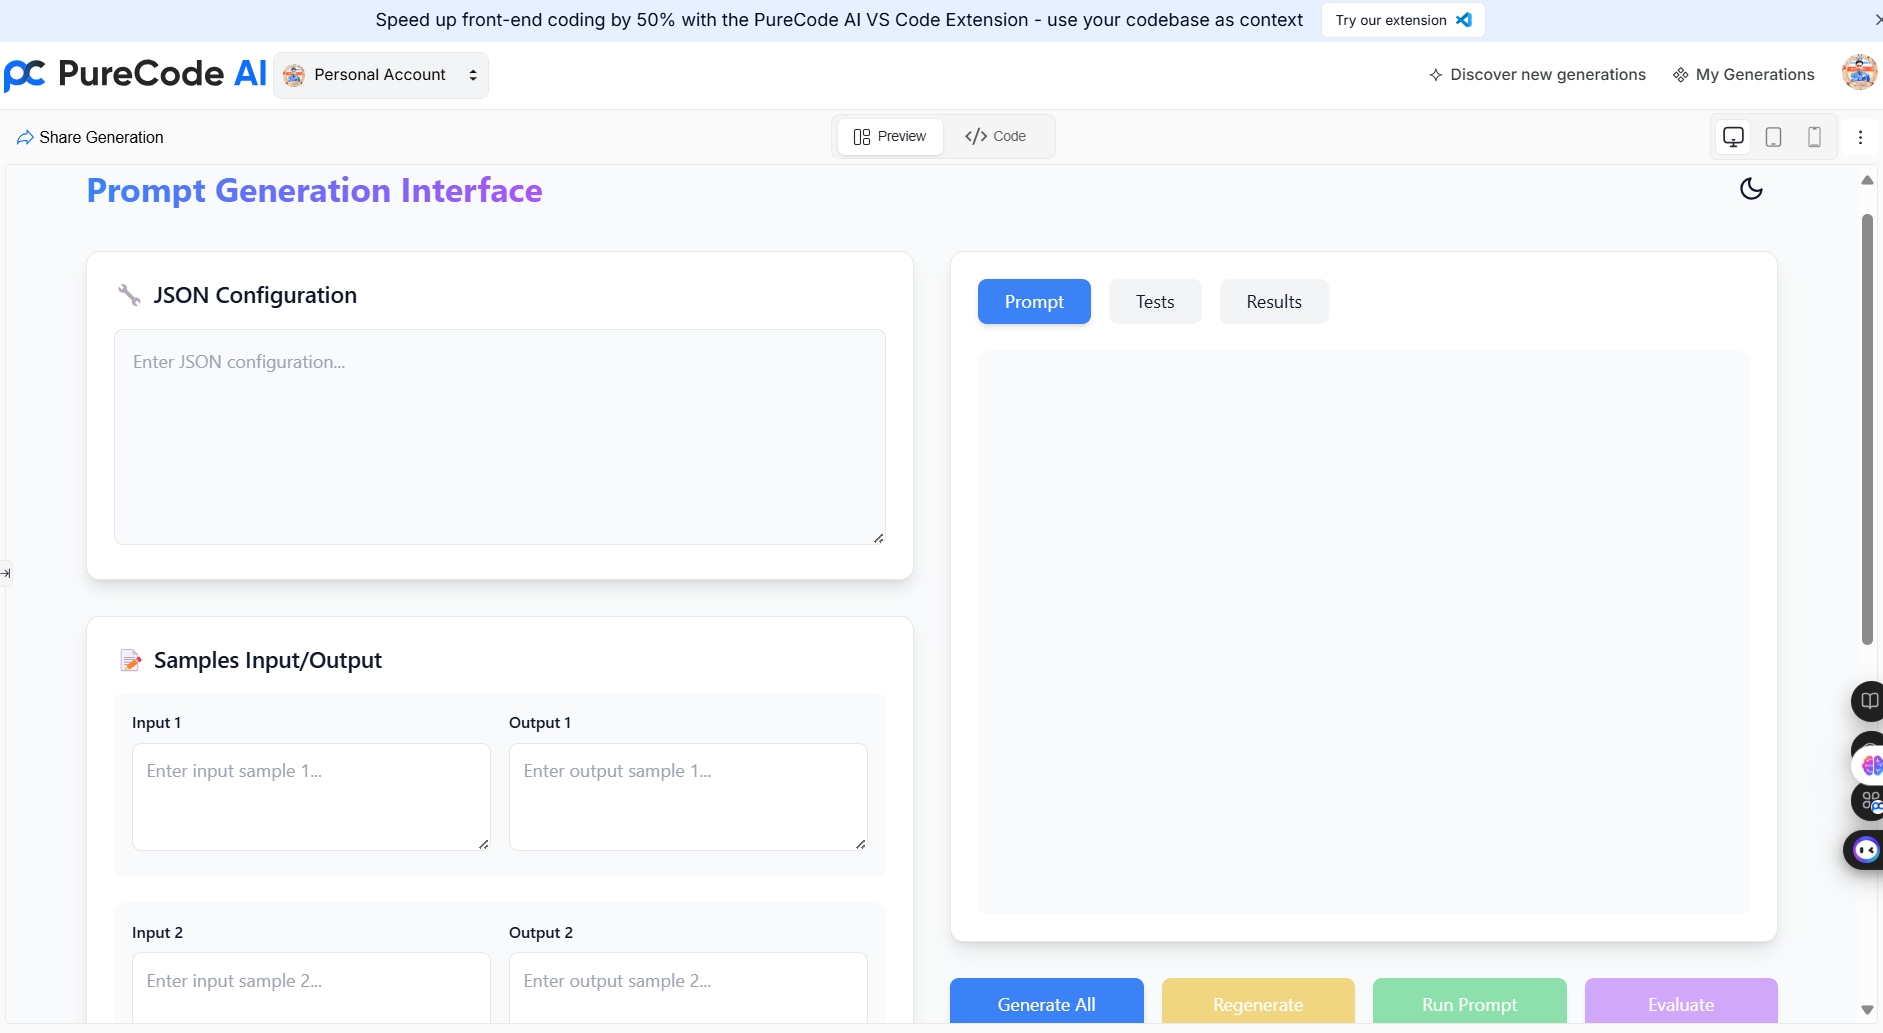 Speed up front-end coding by 50% with the PureCode AI VS Code Extension - use your codebase as context
Try our extension
PureCode AI
Personal Account
Discover new generations
My Generations
Share Generation
Preview
Code
Prompt Generation Interface
JSON Configuration
Enter JSON configuration...
Prompt
Tests
Results
Samples Input/Output
Input 1
Output 1
Enter input sample 1...
Enter output sample 1...
Input 2
Output 2
Enter input sample 2...
Enter output sample 2...
Generate All
Regenerate
Run Prompt
Evaluate